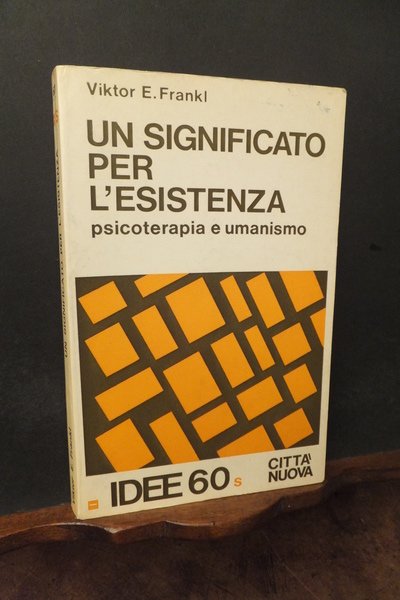 Viktor E. Frankl
UN SIGNIFICATO
PER
L'ESISTENZA
psicoterapia e umanismo
IDEE 60 s
CITTA'
NUOVA